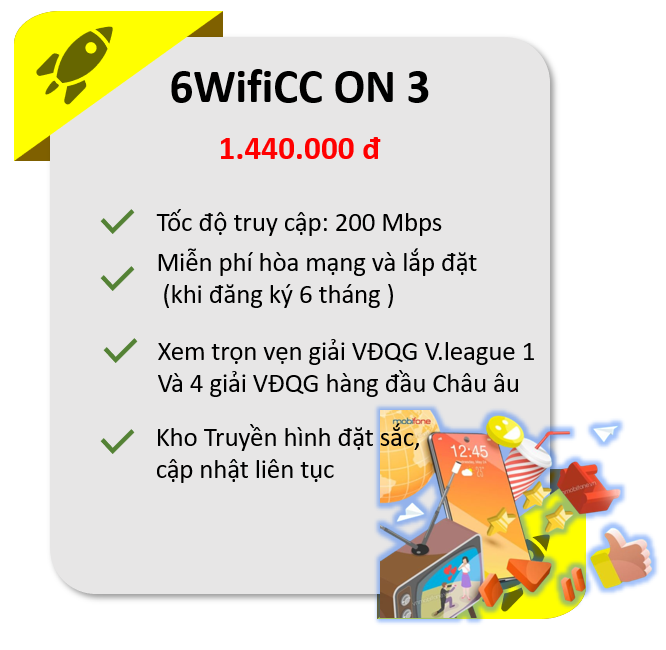 6WifiCC ON 3
1.440.000 đ
Tốc độ truy cập: 200 Mbps
Miễn phí hòa mạng và lắp đặt
(khi đăng ký 6 tháng )
Xem trọn vẹn giải VĐQG V.league 1
Và 4 giải VĐQG hàng đầu Châu âu
Kho Truyền hình đặt sắc,
cập nhật liên tục
mobifone
12:45